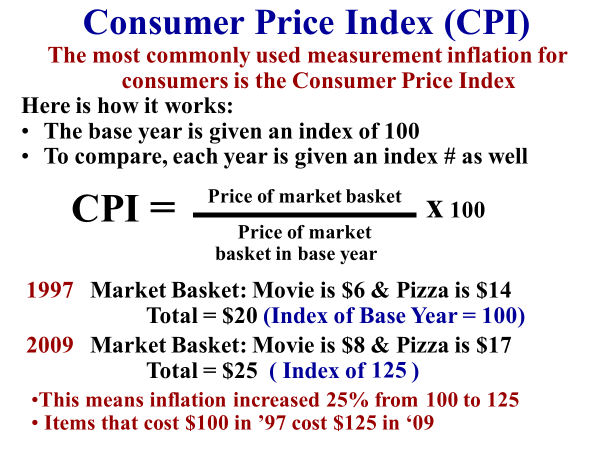 Consumer Price Index (CPI)
The most commonly used measurement inflation for
consumers is the Consumer Price Index
Here is how it works:
• The base year is given an index of 100
• To compare, each year is given an index # as well
CPI = Price of market basket X 100
Price of market
basket in base year
1997 Market Basket: Movie is $6 & Pizza is $14
Total = $20 (Index of Base Year = 100)
2009 Market Basket: Movie is $8 & Pizza is $17
Total = $25 ( Index of 125 )
•This means inflation increased 25% from 100 to 125
• Items that cost $100 in ’97 cost $125 in ‘09